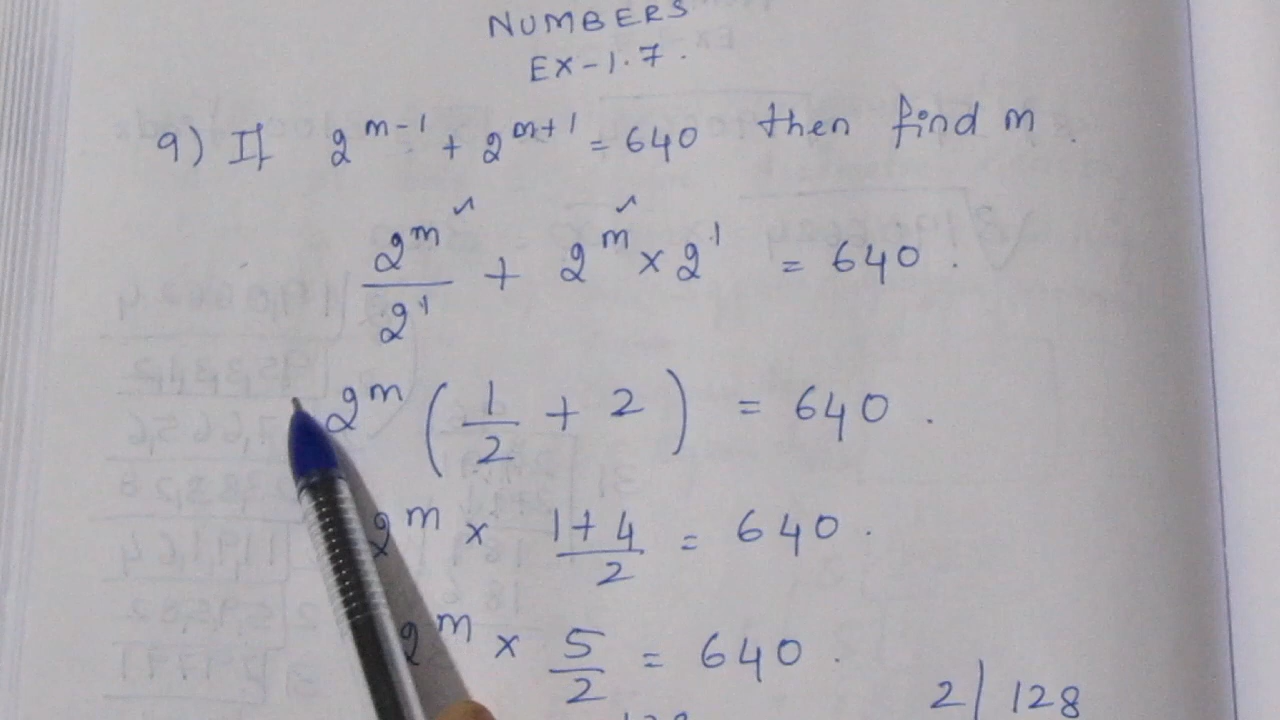 NUMBERS
EX-1.7.
9) If 2^(m-1) + 2^(m+1) = 640 then find m.
2^m/2^1 + 2^m × 2^1 = 640.
2^m (1/2 + 2) = 640.
2^m × (1+4)/2 = 640.
2^m × 5/2 = 640.
2| 128